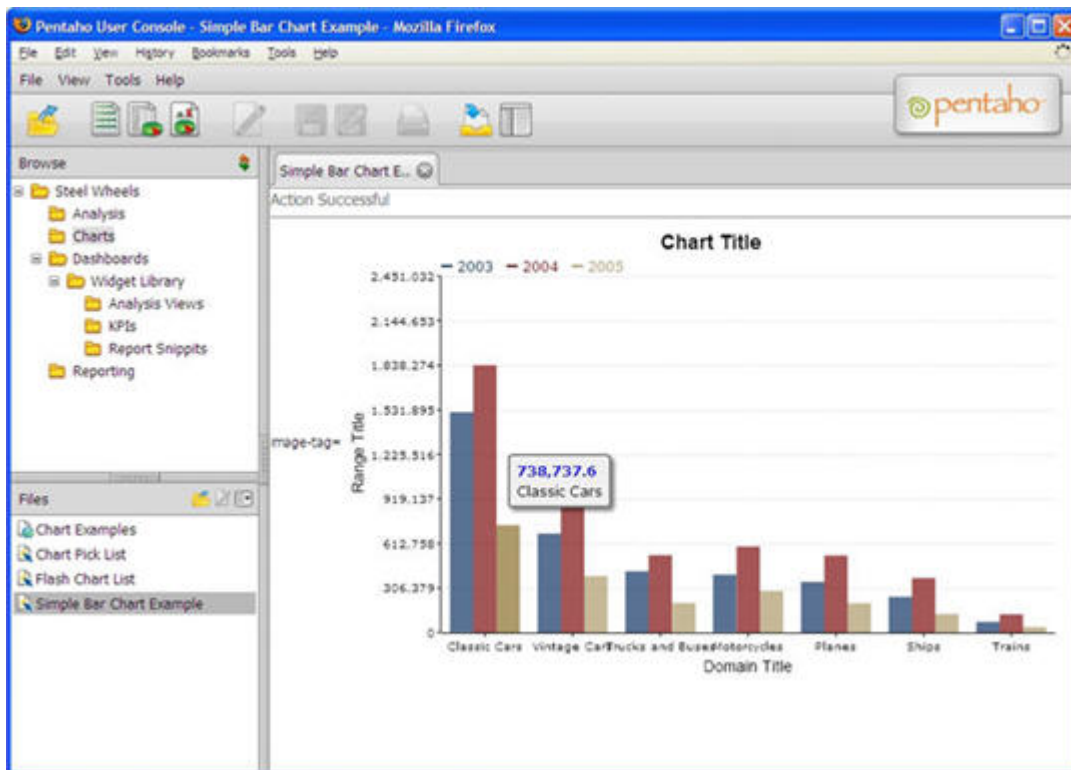 Pentaho User Console - Simple Bar Chart Example - Mozilla Firefox
File Edit View History Bookmarks Tools Help
File View Tools Help
pentaho
Browse
Steel Wheels
Analysis
Charts
Dashboards
Widget Library
Analysis Views
KPIs
Report Snippits
Reporting
Files
Chart Examples
Chart Pick List
Flash Chart List
Simple Bar Chart Example
Simple Bar Chart E..
Action Successful
mage-tag=
Chart Title
2003 2004 2005
Range Title
2.451.032
2.144.653
1.838.274
1.531.895
1.225.516
919.137
612.758
306.379
0
738,737.6
Classic Cars
Classic Cars Vintage Cars Trucks and Buses Motorcycles Planes Ships Trains
Domain Title